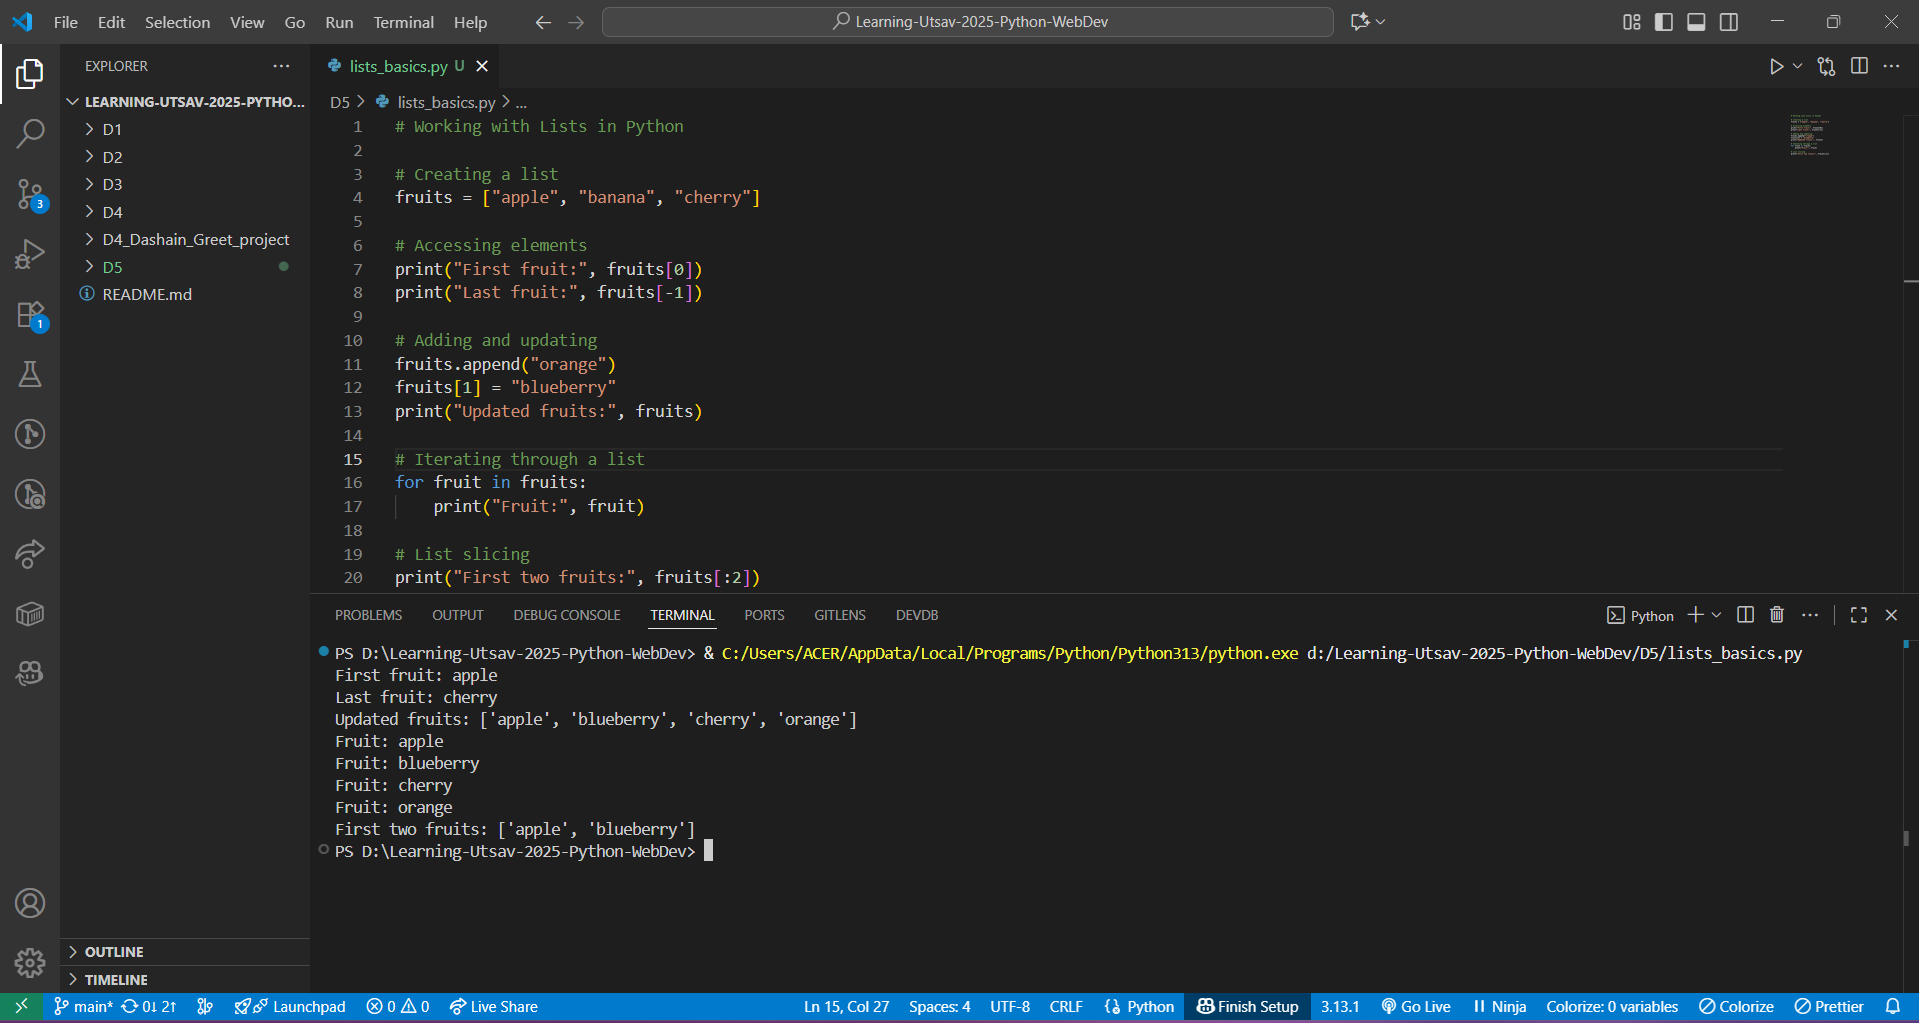 File Edit Selection View Go Run Terminal Help
Learning-Utsav-2025-Python-WebDev
EXPLORER
LEARNING-UTSAV-2025-PYTHO...
D1
D2
D3
D4
D4_Dashain_Greet_project
D5
README.md
3
1
OUTLINE
TIMELINE
lists_basics.py U
D5 > lists_basics.py > ...
1 # Working with Lists in Python
2
3 # Creating a list
4 fruits = ["apple", "banana", "cherry"]
5
6 # Accessing elements
7 print("First fruit:", fruits[0])
8 print("Last fruit:", fruits[-1])
9
10 # Adding and updating
11 fruits.append("orange")
12 fruits[1] = "blueberry"
13 print("Updated fruits:", fruits)
14
15 # Iterating through a list
16 for fruit in fruits:
17 print("Fruit:", fruit)
18
19 # List slicing
20 print("First two fruits:", fruits[:2])
PROBLEMS OUTPUT DEBUG CONSOLE TERMINAL PORTS GITLENS DEVDB
Python
PS D:\Learning-Utsav-2025-Python-WebDev> & C:/Users/ACER/AppData/Local/Programs/Python/Python313/python.exe d:/Learning-Utsav-2025-Python-WebDev/D5/lists_basics.py
First fruit: apple
Last fruit: cherry
Updated fruits: ['apple', 'blueberry', 'cherry', 'orange']
Fruit: apple
Fruit: blueberry
Fruit: cherry
Fruit: orange
First two fruits: ['apple', 'blueberry']
PS D:\Learning-Utsav-2025-Python-WebDev>
main* 0↓ 2↑ Launchpad 0 0 Live Share Ln 15, Col 27 Spaces: 4 UTF-8 CRLF {} Python Finish Setup 3.13.1 Go Live Ninja Colorize: 0 variables Colorize Prettier